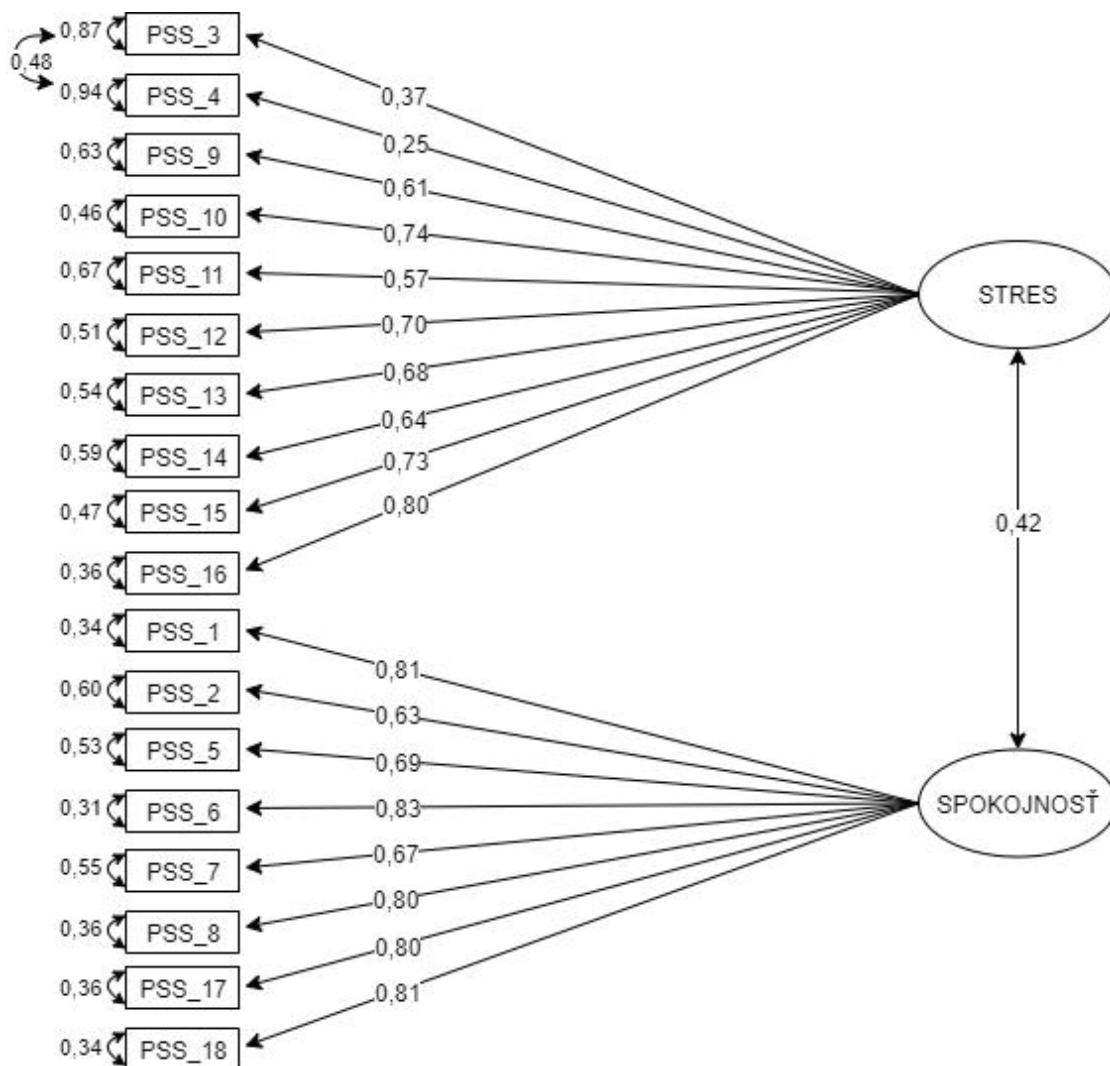 0,87 PSS_3
0,48
0,94 PSS_4 0,37
0,25
0,63 PSS_9
0,61
0,46 PSS_10
0,74
0,67 PSS_11 0,57
STRES
0,51 PSS_12 0,70
0,54 PSS_13 0,68
0,64
0,59 PSS_14
0,73
0,47 PSS_15 0,80
0,42
0,36 PSS_16
0,34 PSS_1
0,81
0,60 PSS_2
0,63
0,53 PSS_5
0,69
0,31 PSS_6 0,83 SPOKOJNOSŤ
0,67
0,55 PSS_7
0,80
0,36 PSS_8
0,80
0,36 PSS_17 0,81
0,34 PSS_18